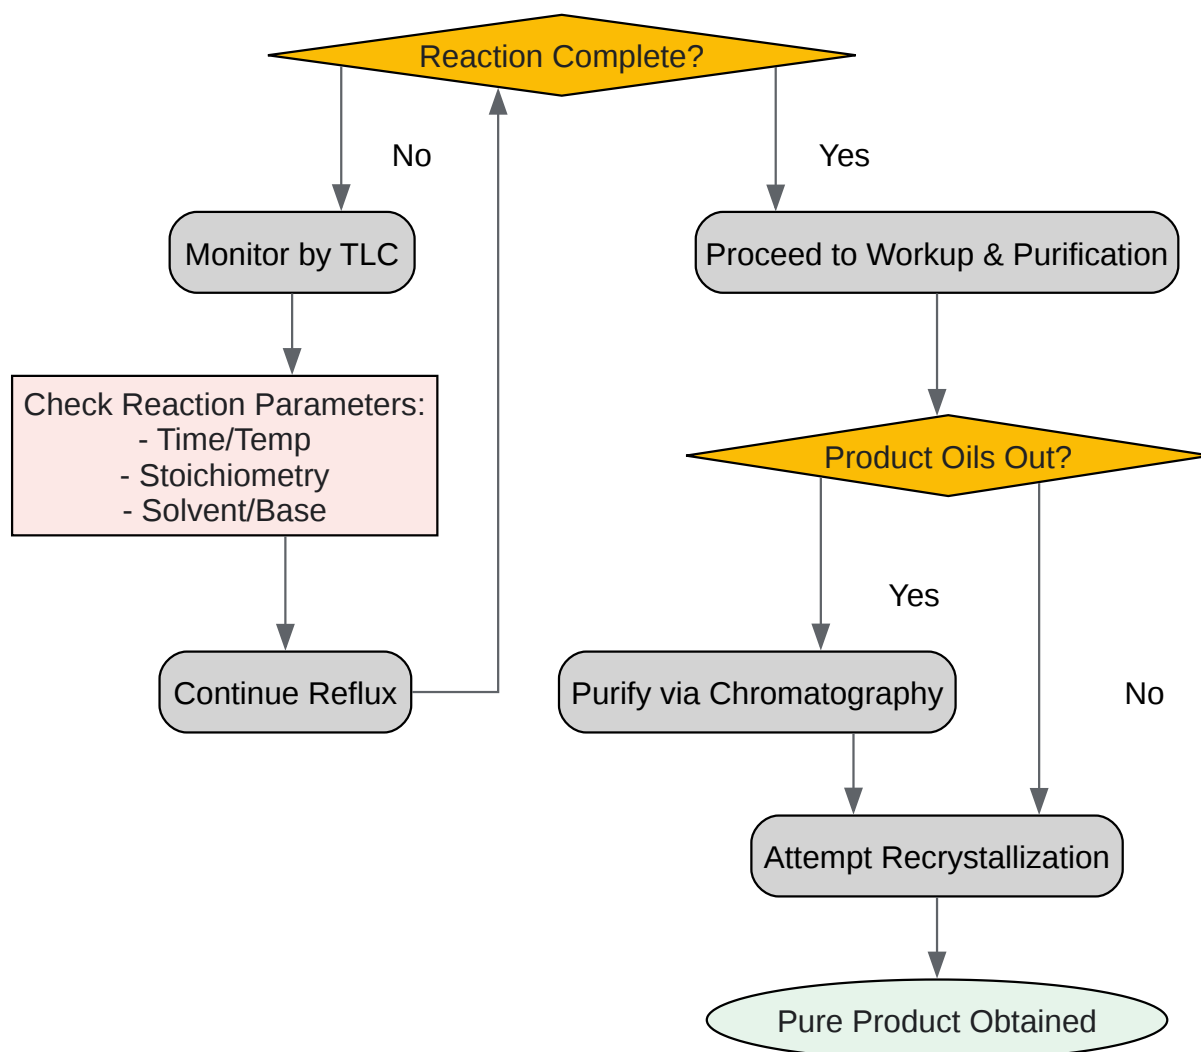 Reaction Complete?
No
Yes
Monitor by TLC
Proceed to Workup & Purification
Check Reaction Parameters:
- Time/Temp
- Stoichiometry
- Solvent/Base
Product Oils Out?
Yes
No
Continue Reflux
Purify via Chromatography
Attempt Recrystallization
Pure Product Obtained